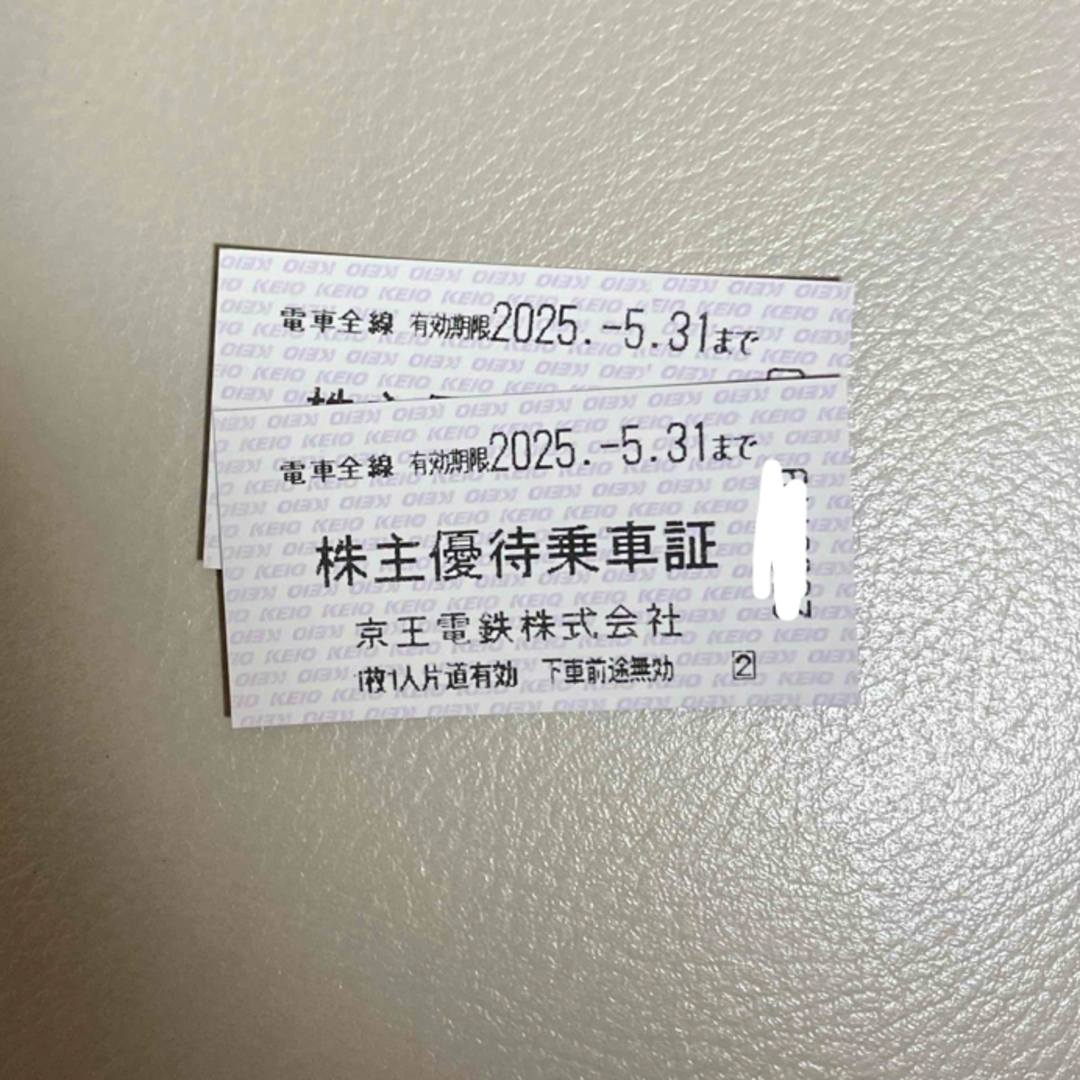 電車全線 有効期限2025.-5.31まで
電車全線 有効期限2025.-5.31まで
株主優待乗車証
京王電鉄株式会社
1枚1人片道有効 下車前途無効 2
KEIO